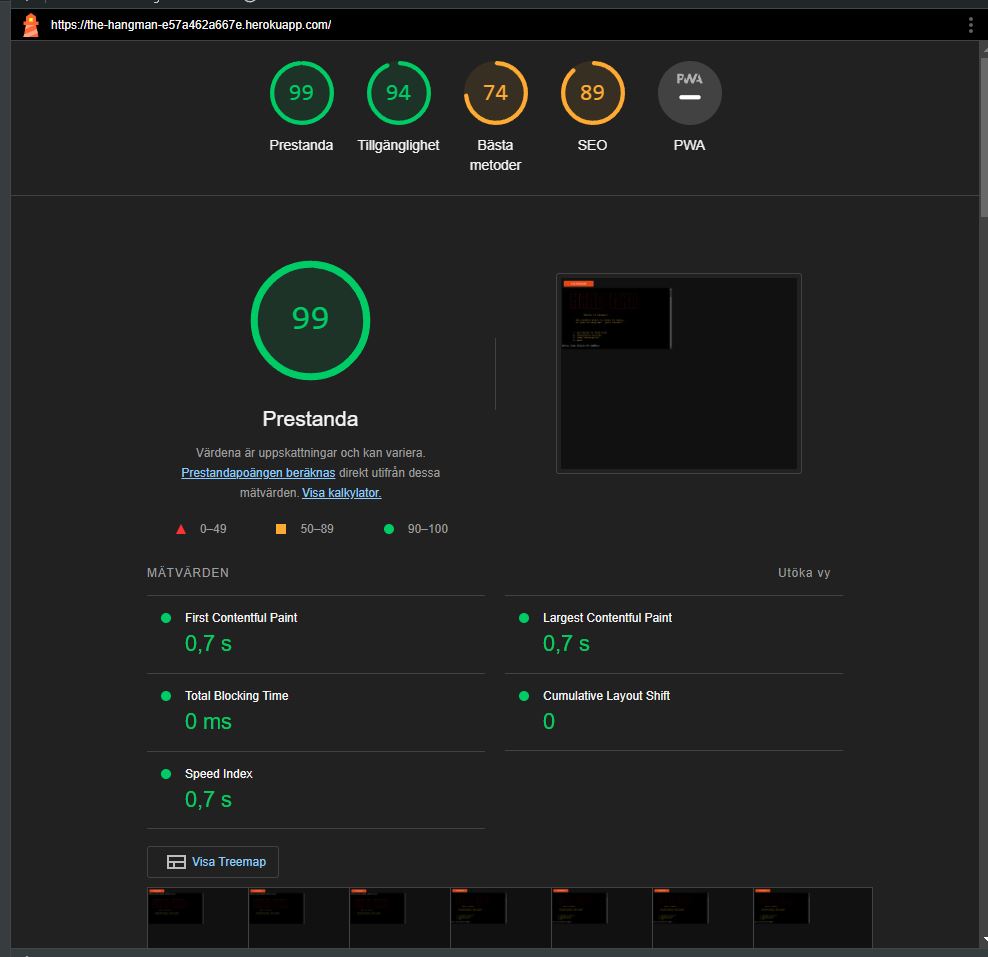 https://the-hangman-e57a462a667e.herokuapp.com/
99
94
74
89
PWA
Prestanda
Tillgänglighet
Bästa
metoder
SEO
PWA
99
Prestanda
Värdena är uppskattningar och kan variera.
Prestandapoängen beräknas direkt utifrån dessa
mätvärden. Visa kalkylator.
0–49
50–89
90–100
MÄTVÄRDEN
Utöka vy
First Contentful Paint
0,7 s
Largest Contentful Paint
0,7 s
Total Blocking Time
0 ms
Cumulative Layout Shift
0
Speed Index
0,7 s
Visa Treemap